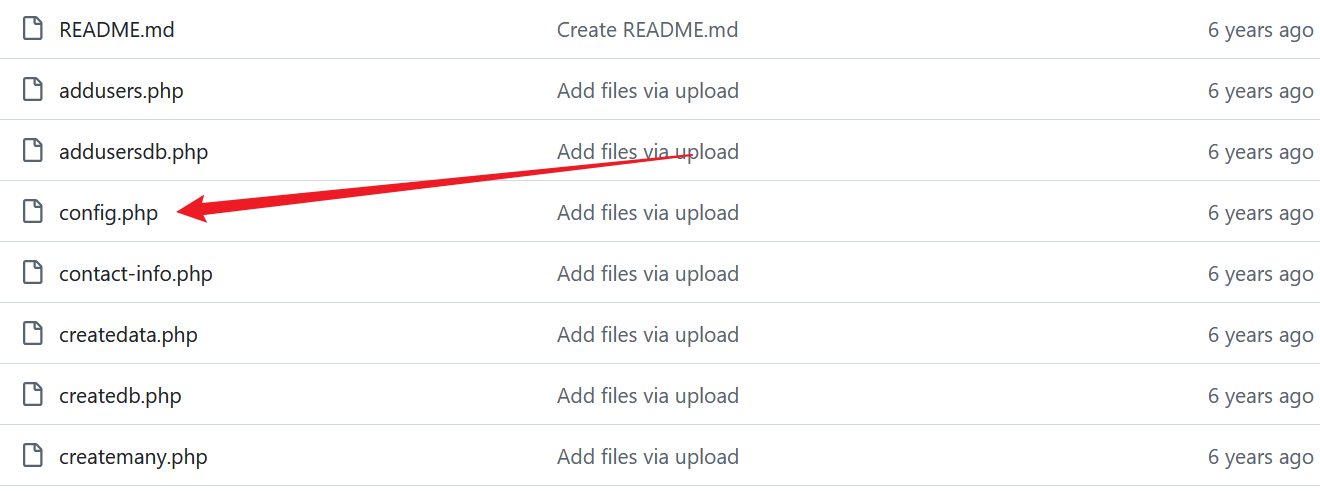 README.md Create README.md 6 years ago
addusers.php Add files via upload 6 years ago
addusersdb.php Add files via upload 6 years ago
config.php Add files via upload 6 years ago
contact-info.php Add files via upload 6 years ago
createdata.php Add files via upload 6 years ago
createdb.php Add files via upload 6 years ago
createmany.php Add files via upload 6 years ago